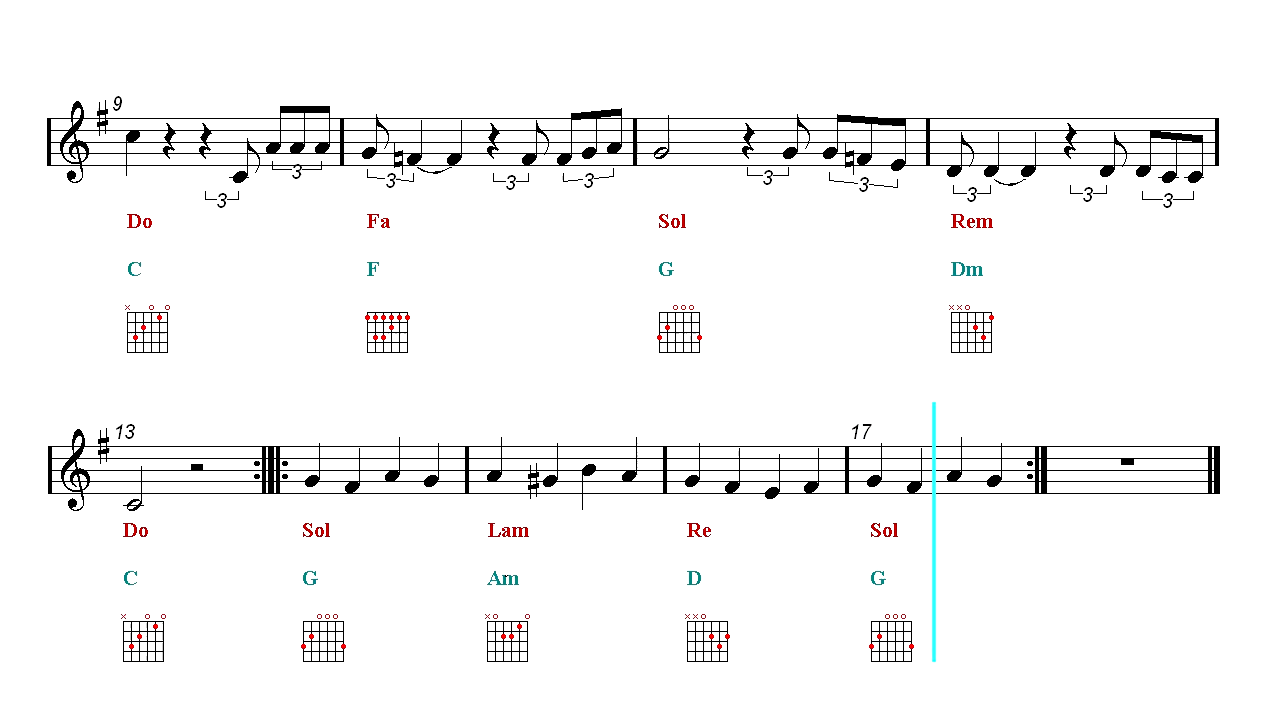 9
3 3 3 3 3 3 3 3 3
Do Fa Sol Rem
C F G Dm
13 17
Do Sol Lam Re Sol
C G Am D G